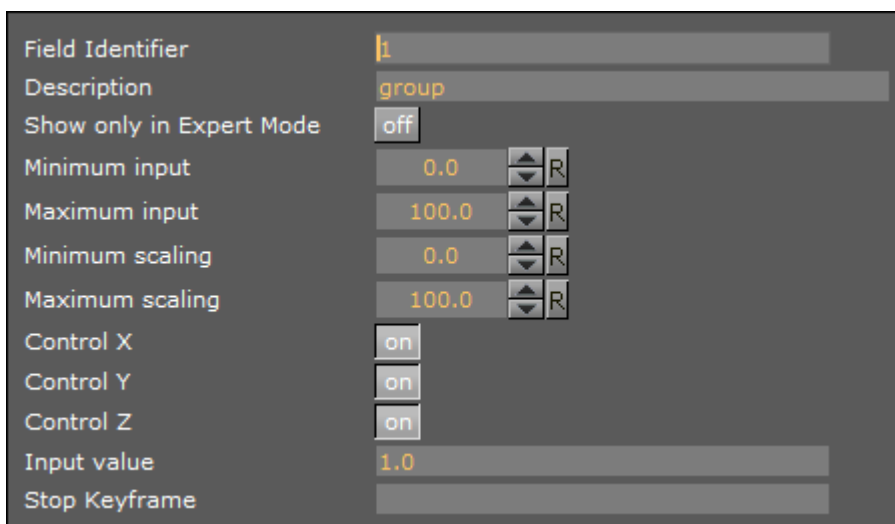 Field Identifier 1
Description group
Show only in Expert Mode off
Minimum input 0.0 R
Maximum input 100.0 R
Minimum scaling 0.0 R
Maximum scaling 100.0 R
Control X on
Control Y on
Control Z on
Input value 1.0
Stop Keyframe